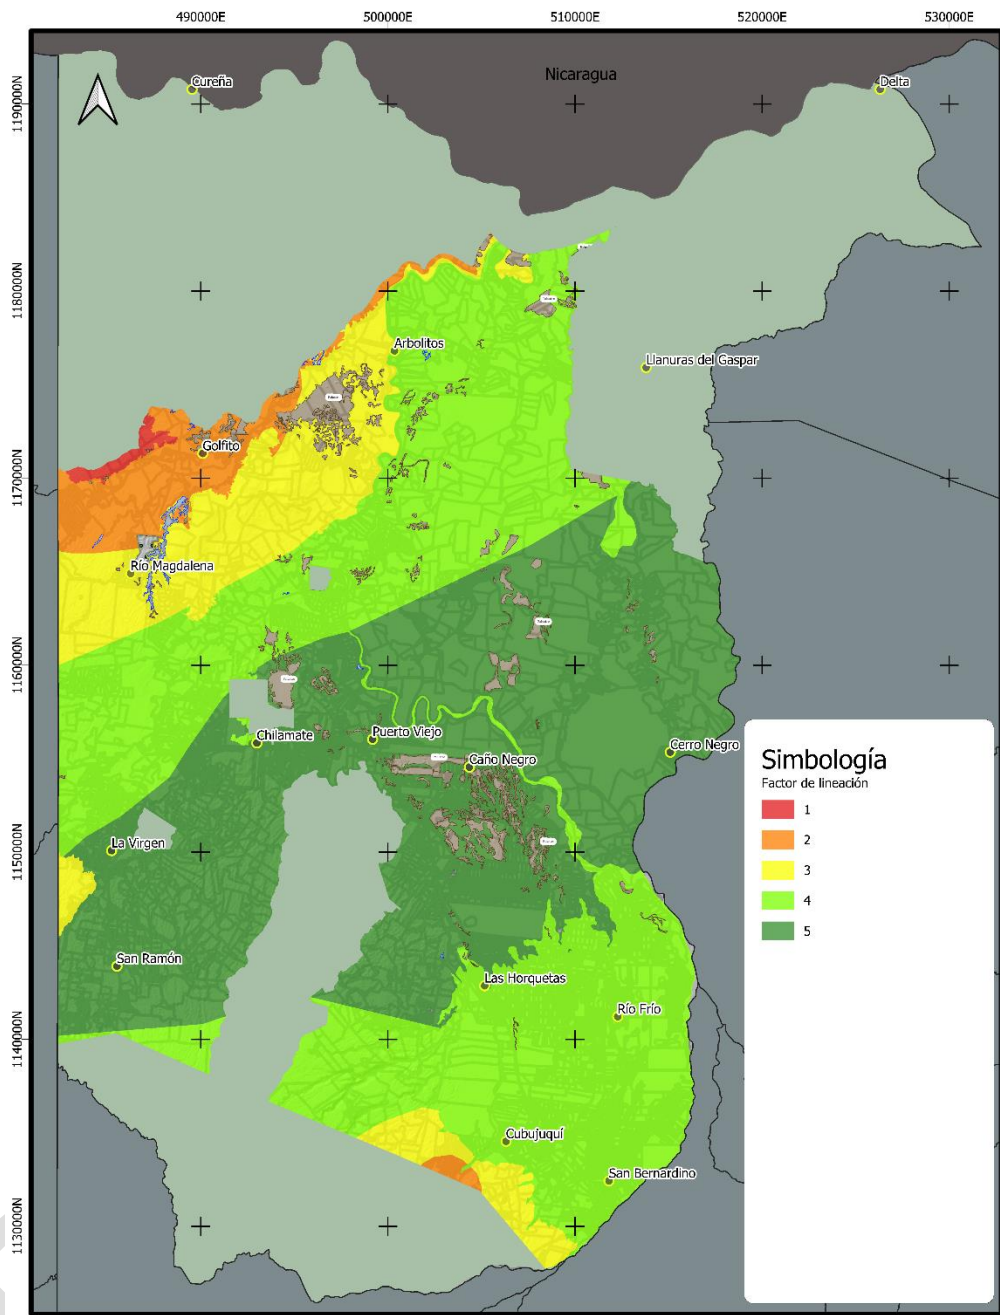 490000E 500000E 510000E 520000E 530000E
Nicaragua
Cureña
Delta
1190000N
1180000N
Arbolitos
Llanuras del Gaspar
Golfito
1170000N
Río Magdalena
1160000N
Chilamate
Puerto Viejo
Caño Negro
Cerro Negro
Simbología
Factor de lineación
1
2
3
4
5
La Virgen
1150000N
San Ramón
Las Horquetas
Río Frío
1140000N
Cubujuquí
San Bernardino
1130000N